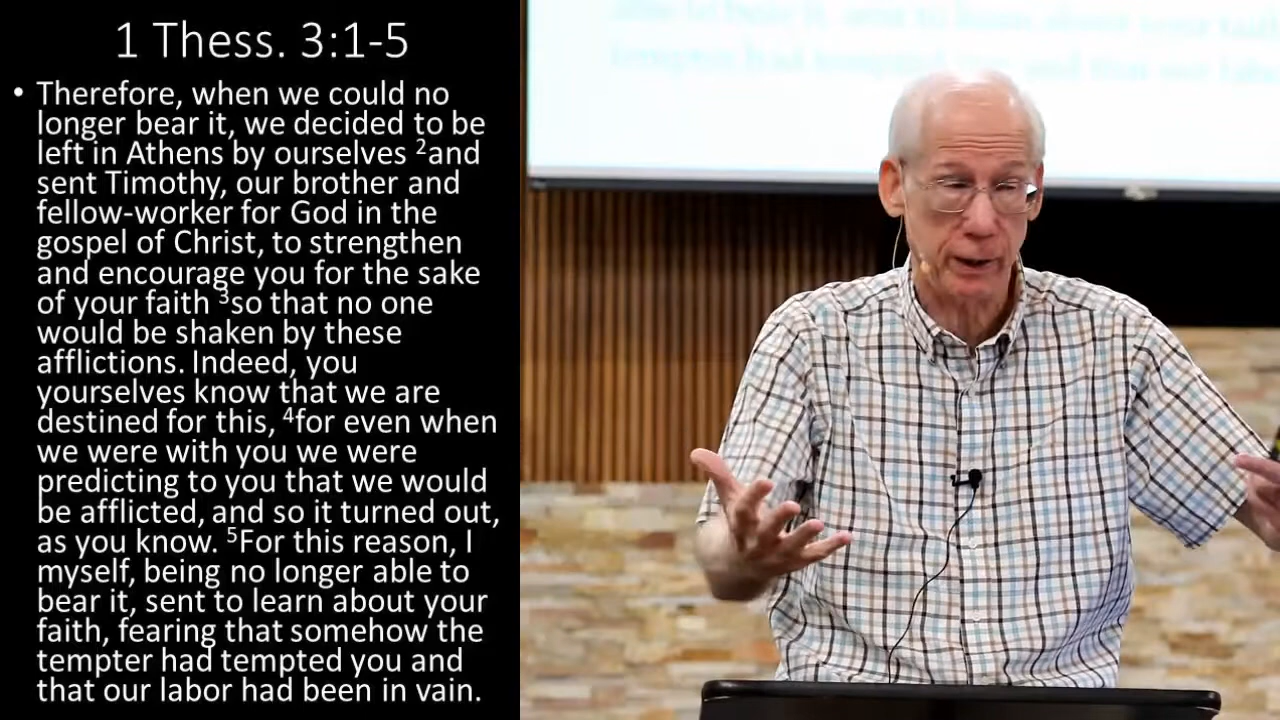 1 Thess. 3:1-5
• Therefore, when we could no
longer bear it, we decided to be
left in Athens by ourselves ²and
sent Timothy, our brother and
fellow-worker for God in the
gospel of Christ, to strengthen
and encourage you for the sake
of your faith ³so that no one
would be shaken by these
afflictions. Indeed, you
yourselves know that we are
destined for this, ⁴for even when
we were with you we were
predicting to you that we would
be afflicted, and so it turned out,
as you know. ⁵For this reason, I
myself, being no longer able to
bear it, sent to learn about your
faith, fearing that somehow the
tempter had tempted you and
that our labor had been in vain.